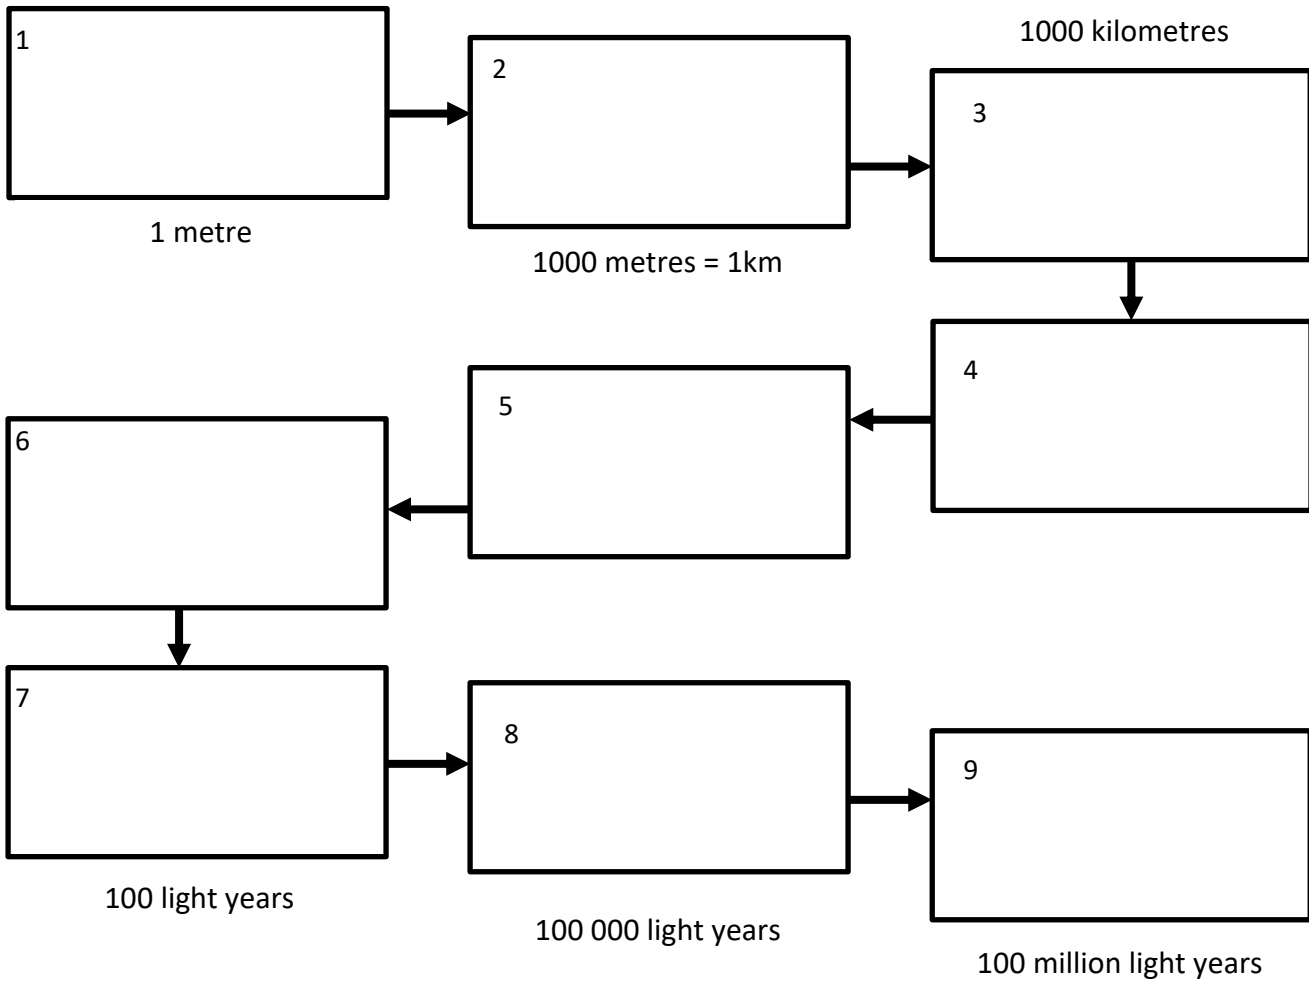 1
1 metre
2
1000 metres = 1km
1000 kilometres
3
4
5
6
7
100 light years
8
100 000 light years
9
100 million light years